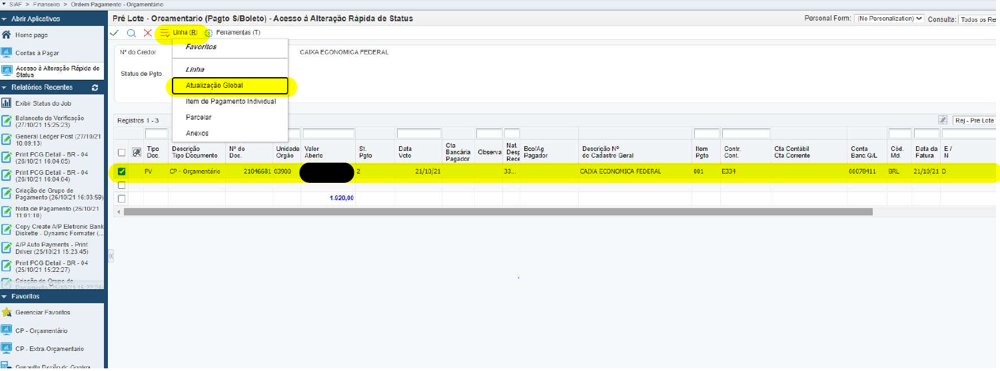 SIAF > Financeiro > Ordem Pagamento - Orçamentário
Abrir Aplicativos
Home page
Contas à Pagar
Acesso à Alteração Rápida de
Status
Relatórios Recentes
Exibir Status do Job
Balancete de Verificação
(27/10/21 15:25:23)
General Ledger Post (27/10/21
10:09:13)
Print PCG Detail - BR - 04
(26/10/21 16:04:05)
Print PCG Detail - BR - 04
(26/10/21 16:04:04)
Criação de Grupo de
Pagamento (26/10/21 16:03:59)
Nota de Pagamento (26/10/21
11:01:10)
Copy Create A/P Eletronic Bank
Diskette - Dynamic Formater (...
A/P Auto Payments - Print
Driver (25/10/21 15:23:45)
Print PCG Detail - BR - 04
(25/10/21 15:22:27)
Criação de Grupo de
Pagamento (25/10/21 15:22:24)
Favoritos
Gerenciar Favoritos
CP - Orçamentário
CP - Extra-Orçamentario
Consulta Razão de Contas
Pré Lote - Orcamentario (Pagto S/Boleto) - Acesso à Alteração Rápida de Status
Personal Form: (No Personalization) Consulta: Todos os Re
Linha (R) Ferramentas (T)
Favoritos
Linha
Atualização Global
Item de Pagamento Individual
Parcelar
Anexos
Nº do Credor CAIXA ECONOMICA FEDERAL
Status de Pgto.
Registros 1 - 3 Rej - Pré Lote
Tipo Doc. Descrição Tipo Documento Nº do Doc. Unidade Orgão Valor Aberto St. Pgto Data Vcto Cta Bancária Pagador Observa Nat. Desp Rece Bco/Ag Pagador Descrição Nº do Cadastro Geral Item Pgto Contr. Cont. Cta Contábil Cta Corrente Conta Banc.G/L Cód. Md. Data da Fatura E / N
PV CP - Orçamentário 21046681 03900 2 21/10/21 33... CAIXA ECONOMICA FEDERAL 001 E334 00078411 BRL 21/10/21 D
1.920,00